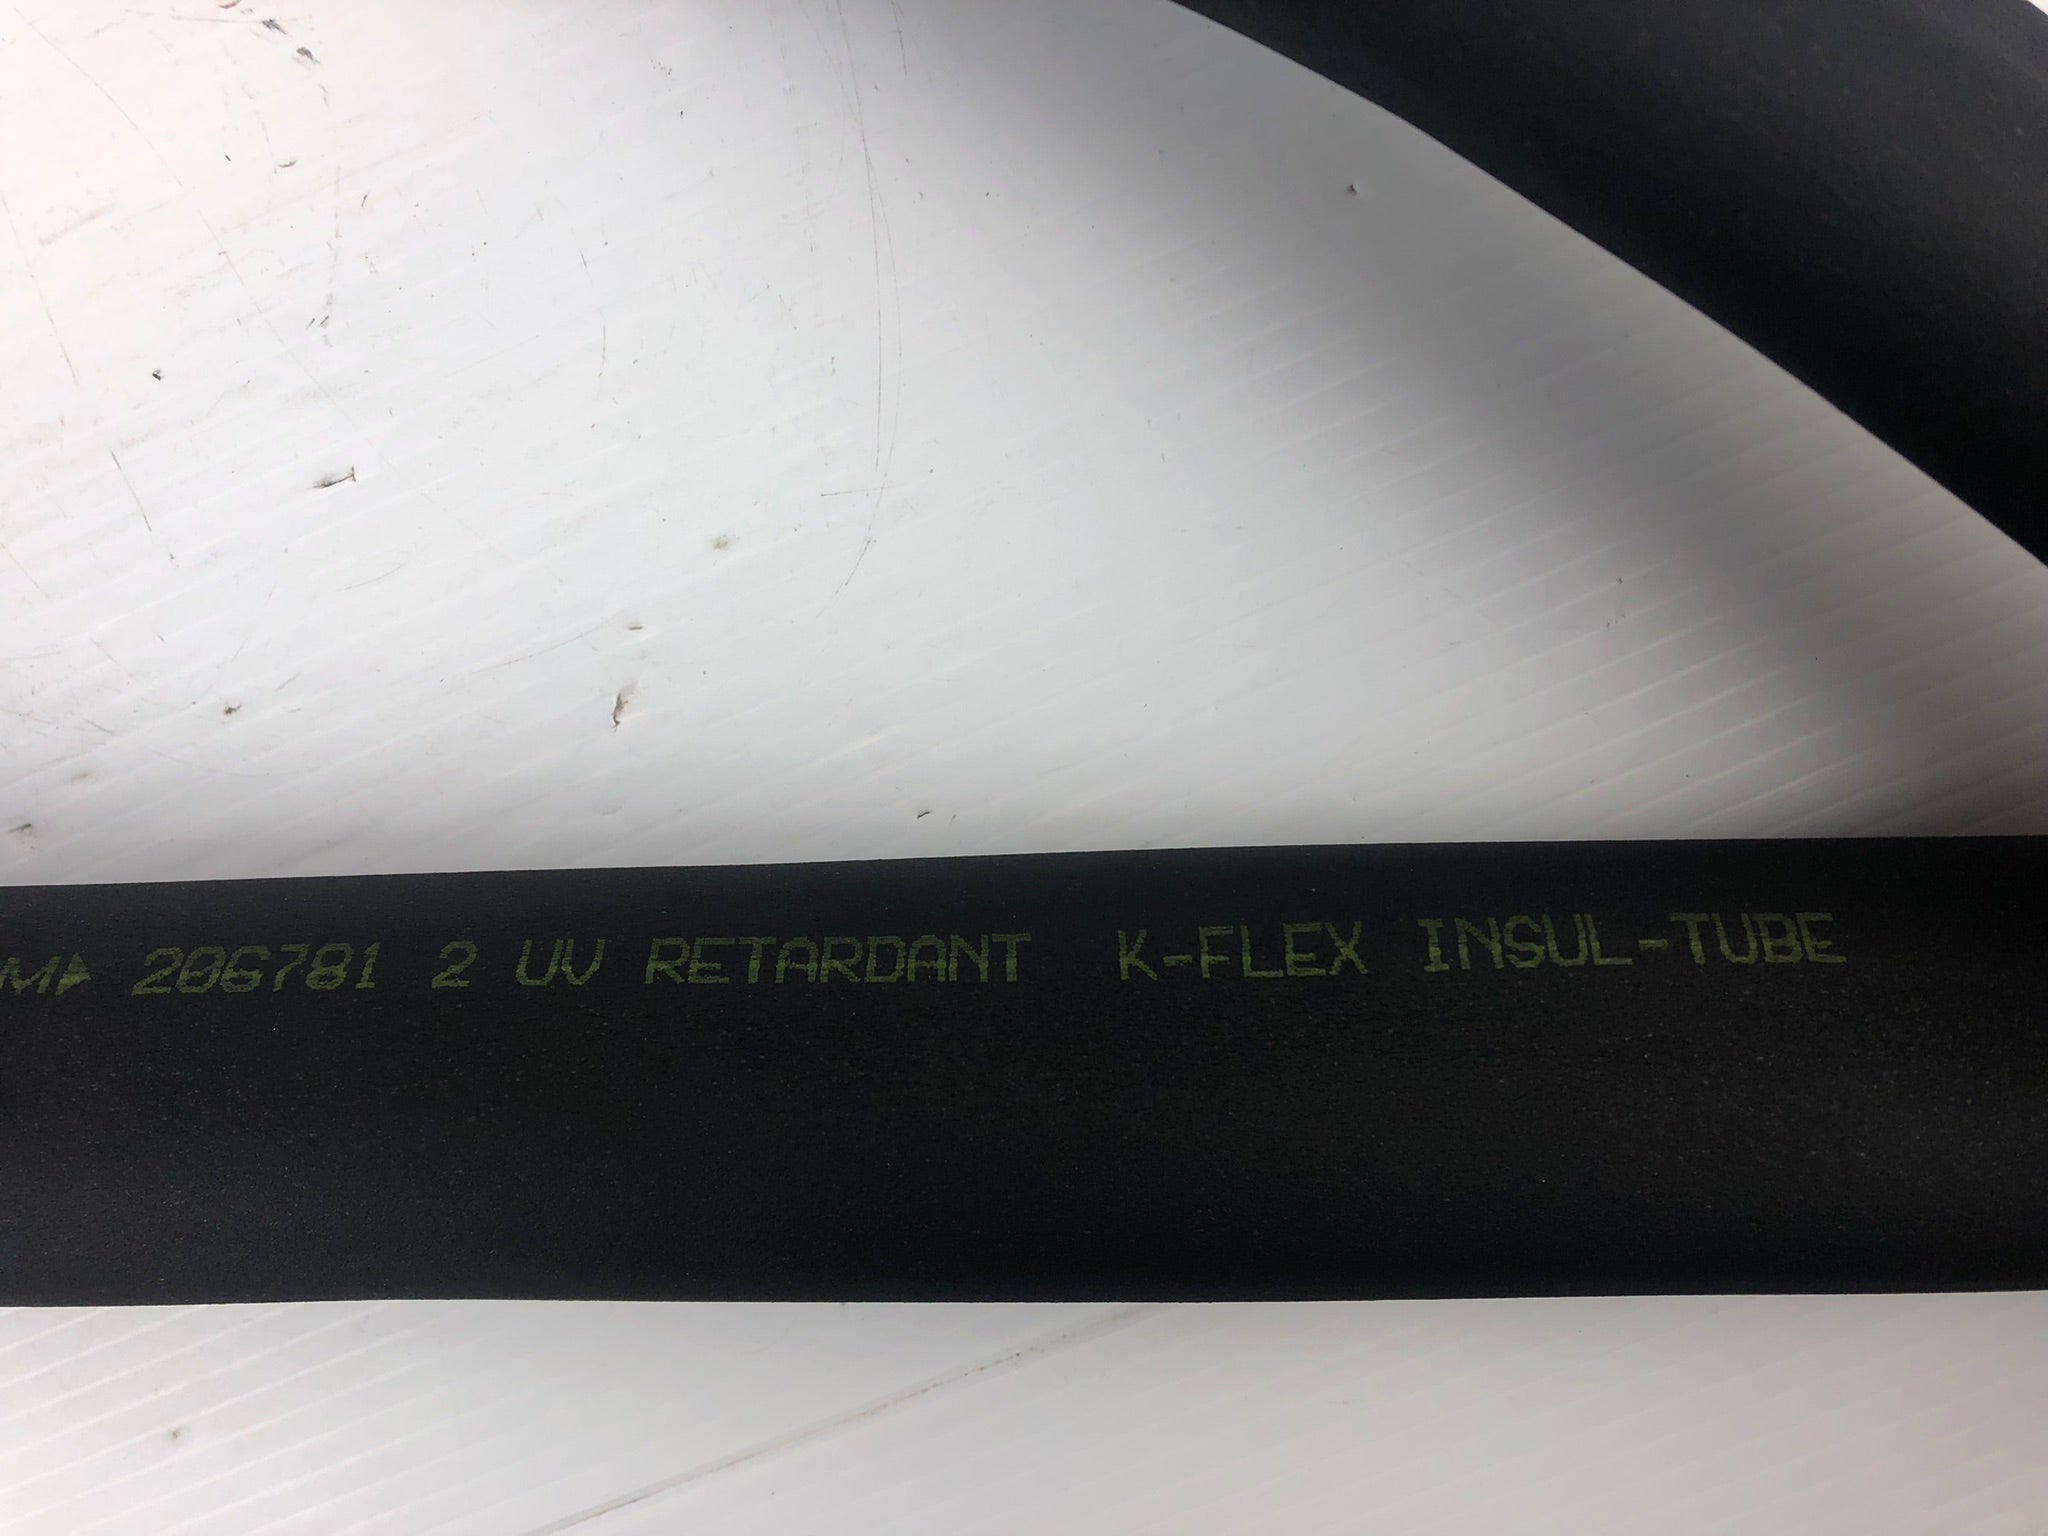 M▶ 206781 2 UV RETARDANT K-FLEX INSUL-TUBE